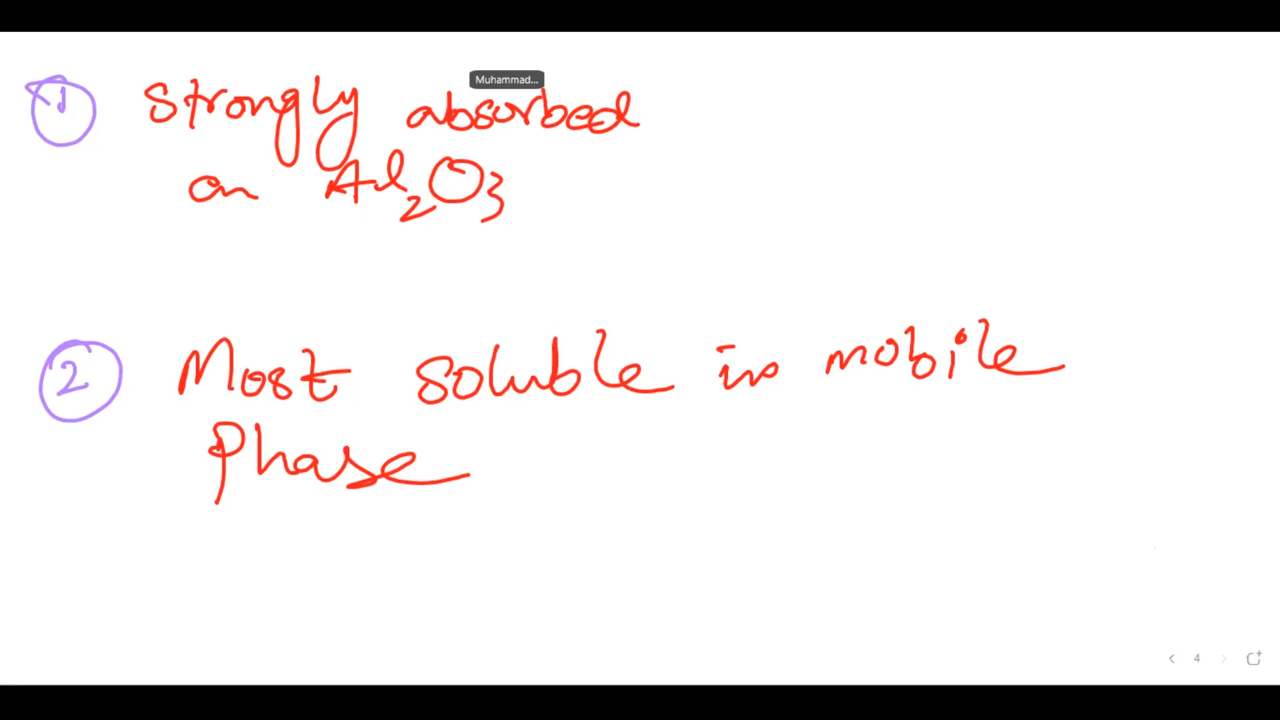 Muhammad...
1 Strongly absorbed
on Al2O3
2 Most soluble in mobile
Phase
4